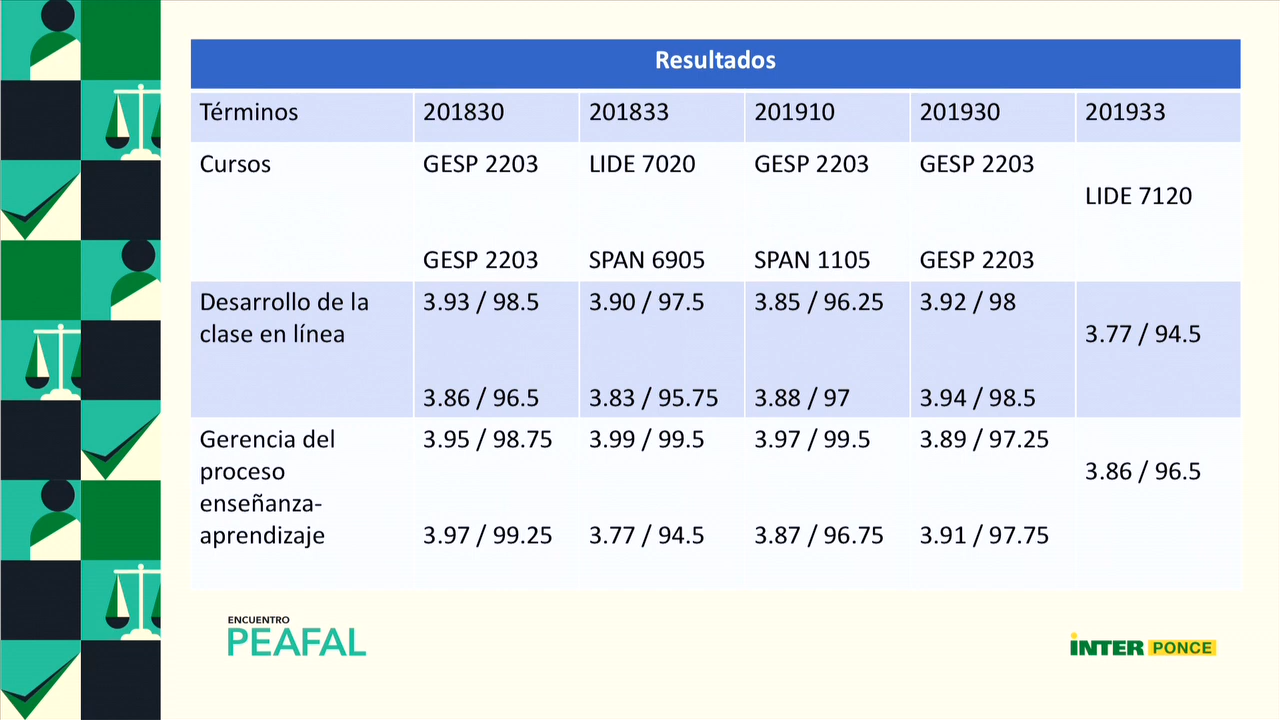 Resultados
Términos 201830 201833 201910 201930 201933
Cursos GESP 2203 LIDE 7020 GESP 2203 GESP 2203
LIDE 7120
GESP 2203 SPAN 6905 SPAN 1105 GESP 2203
Desarrollo de la 3.93 / 98.5 3.90 / 97.5 3.85 / 96.25 3.92 / 98
clase en línea 3.77 / 94.5
3.86 / 96.5 3.83 / 95.75 3.88 / 97 3.94 / 98.5
Gerencia del 3.95 / 98.75 3.99 / 99.5 3.97 / 99.5 3.89 / 97.25
proceso 3.86 / 96.5
enseñanza-
aprendizaje 3.97 / 99.25 3.77 / 94.5 3.87 / 96.75 3.91 / 97.75
ENCUENTRO
PEAFAL
iNTER PONCE